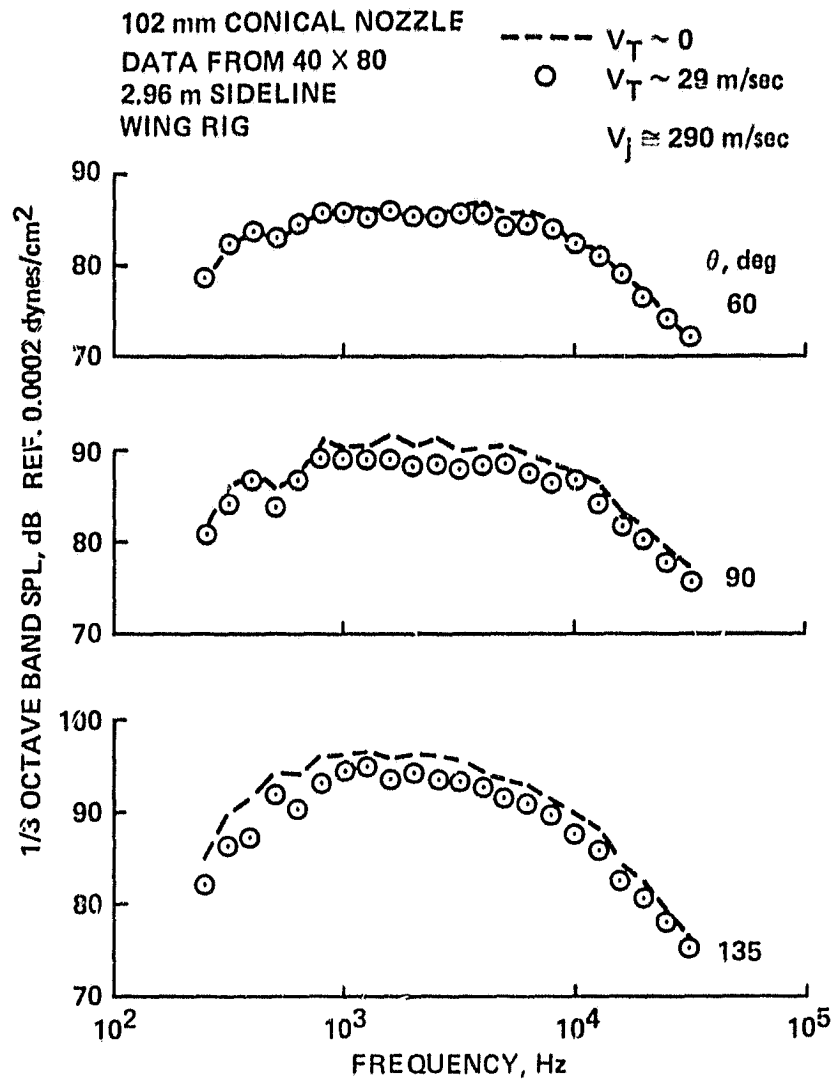 102 mm CONICAL NOZZLE
DATA FROM 40 X 80
2.96 m SIDELINE
WING RIG
V_T ~ 0
V_T ~ 29 m/sec
V_j ≅ 290 m/sec
1/3 OCTAVE BAND SPL, dB REF. 0.0002 dynes/cm²
90
80
70
θ, deg
60
90
80
70
90
100
90
80
70
135
10² 10³ 10⁴ 10⁵
FREQUENCY, Hz